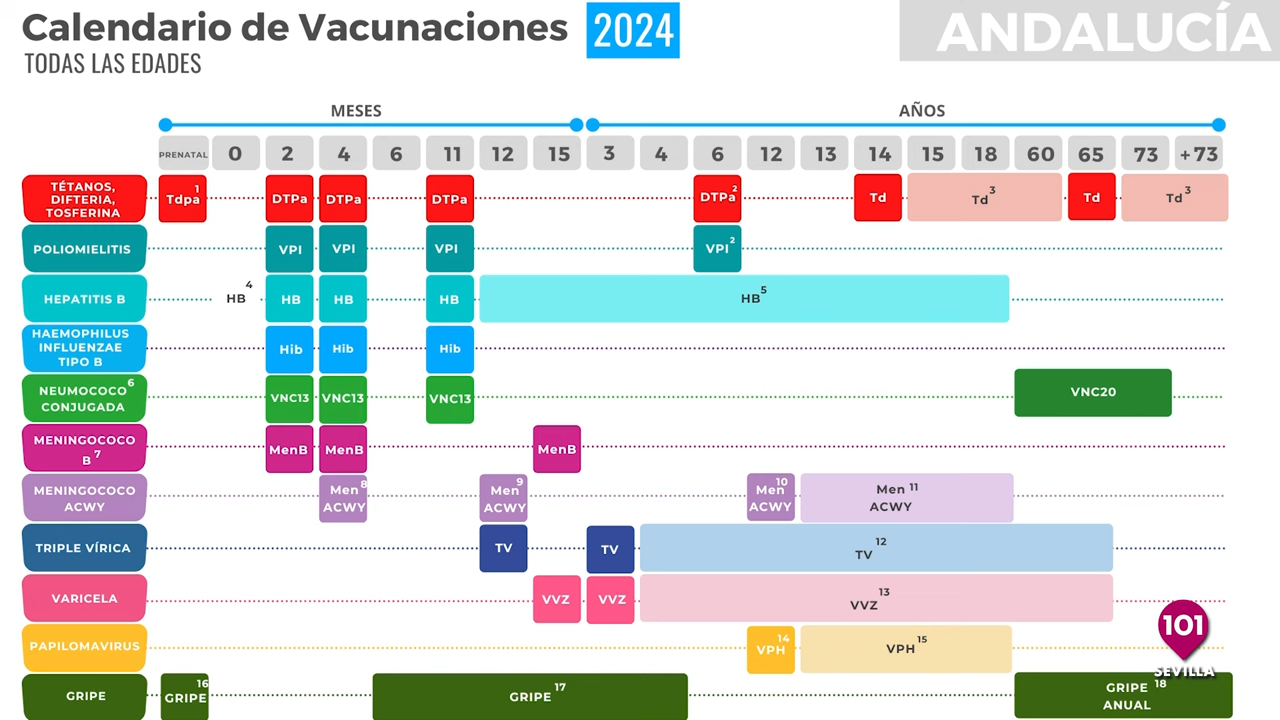 Calendario de Vacunaciones 2024 ANDALUCÍA
TODAS LAS EDADES
MESES AÑOS
PRENATAL 0 2 4 6 11 12 15 3 4 6 12 13 14 15 18 60 65 73 +73
TÉTANOS,
DIFTERIA,
TOSFERINA
Tdpa 1 DTPa DTPa DTPa DTPa 2 Td Td 3 Td Td 3
POLIOMIELITIS VPI VPI VPI VPI 2
HEPATITIS B HB 4 HB HB HB HB 5
HAEMOPHILUS
INFLUENZAE
TIPO B
Hib Hib Hib
NEUMOCOCO 6
CONJUGADA
VNC13 VNC13 VNC13 VNC20
MENINGOCOCO
B 7
MenB MenB MenB
MENINGOCOCO
ACWY
Men 8 Men 9 Men 10 Men 11
ACWY ACWY ACWY ACWY
TRIPLE VÍRICA TV TV TV 12
VARICELA VVZ VVZ VVZ 13
PAPILOMAVIRUS VPH 14 VPH 15
101
SEVILLA
GRIPE GRIPE 16 GRIPE 17 GRIPE 18
ANUAL